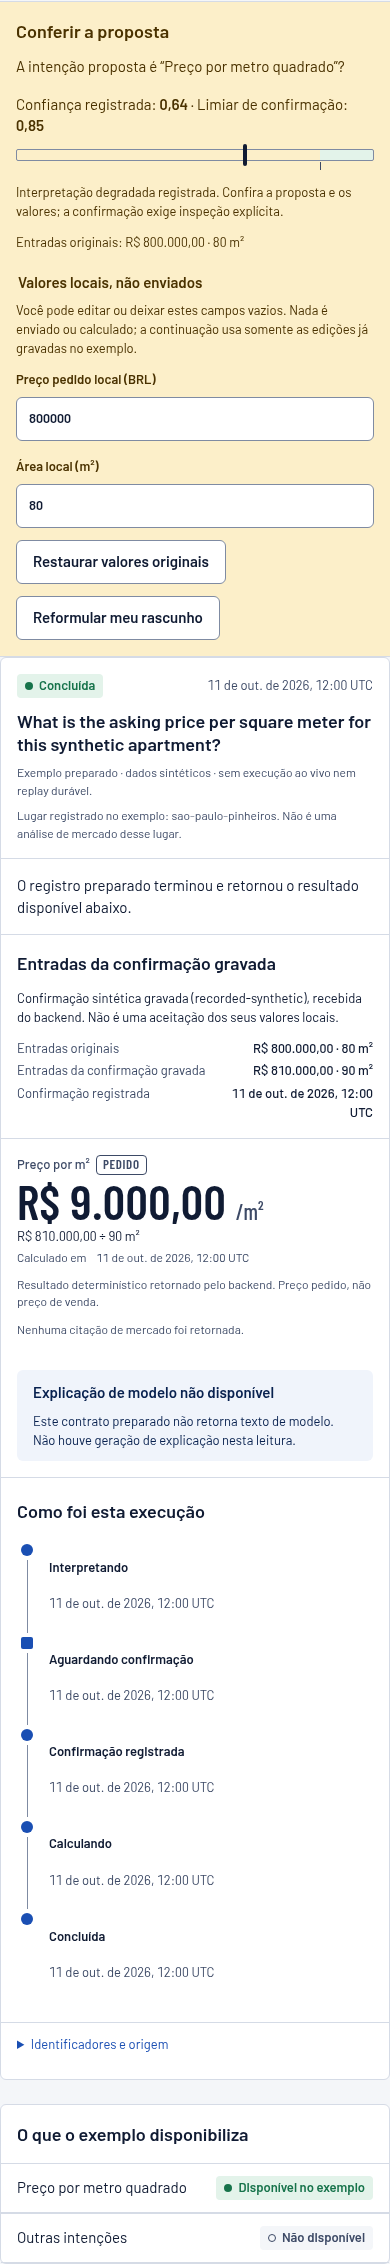 Conferir a proposta
A intenção proposta é “Preço por metro quadrado”?
Confiança registrada: 0,64 · Limiar de confirmação:
0,85
Interpretação degradada registrada. Confira a proposta e os
valores; a confirmação exige inspeção explícita.
Entradas originais: R$ 800.000,00 · 80 m²
Valores locais, não enviados
Você pode editar ou deixar estes campos vazios. Nada é
enviado ou calculado; a continuação usa somente as edições já
gravadas no exemplo.
Preço pedido local (BRL)
800000
Área local (m²)
80
Restaurar valores originais
Reformular meu rascunho
Concluída 11 de out. de 2026, 12:00 UTC
What is the asking price per square meter for
this synthetic apartment?
Exemplo preparado · dados sintéticos · sem execução ao vivo nem
replay durável.
Lugar registrado no exemplo: sao-paulo-pinheiros. Não é uma
análise de mercado desse lugar.
O registro preparado terminou e retornou o resultado
disponível abaixo.
Entradas da confirmação gravada
Confirmação sintética gravada (recorded-synthetic), recebida
do backend. Não é uma aceitação dos seus valores locais.
Entradas originais R$ 800.000,00 · 80 m²
Entradas da confirmação gravada R$ 810.000,00 · 90 m²
Confirmação registrada 11 de out. de 2026, 12:00
UTC
Preço por m² PEDIDO
R$ 9.000,00 /m²
R$ 810.000,00 ÷ 90 m²
Calculado em 11 de out. de 2026, 12:00 UTC
Resultado determinístico retornado pelo backend. Preço pedido, não
preço de venda.
Nenhuma citação de mercado foi retornada.
Explicação de modelo não disponível
Este contrato preparado não retorna texto de modelo.
Não houve geração de explicação nesta leitura.
Como foi esta execução
Interpretando
11 de out. de 2026, 12:00 UTC
Aguardando confirmação
11 de out. de 2026, 12:00 UTC
Confirmação registrada
11 de out. de 2026, 12:00 UTC
Calculando
11 de out. de 2026, 12:00 UTC
Concluída
11 de out. de 2026, 12:00 UTC
Identificadores e origem
O que o exemplo disponibiliza
Preço por metro quadrado Disponível no exemplo
Outras intenções Não disponível